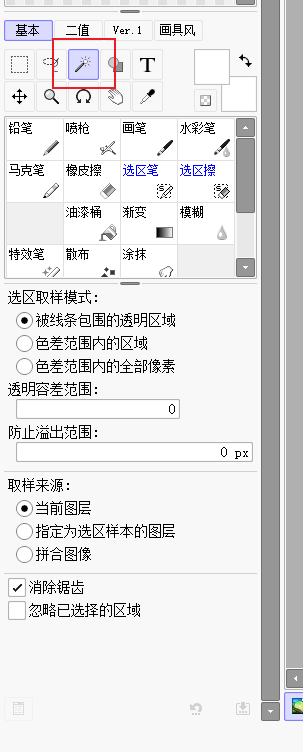 基本 二值 Ver.1 画具风
T
铅笔 喷枪 画笔 水彩笔
马克笔 橡皮擦 选区笔 选区擦
油漆桶 渐变 模糊
特效笔 散布 涂抹
选区取样模式:
被线条包围的透明区域
色差范围内的区域
色差范围内的全部像素
透明容差范围:
0
防止溢出范围:
0 px
取样来源:
当前图层
指定为选区样本的图层
拼合图像
消除锯齿
忽略已选择的区域